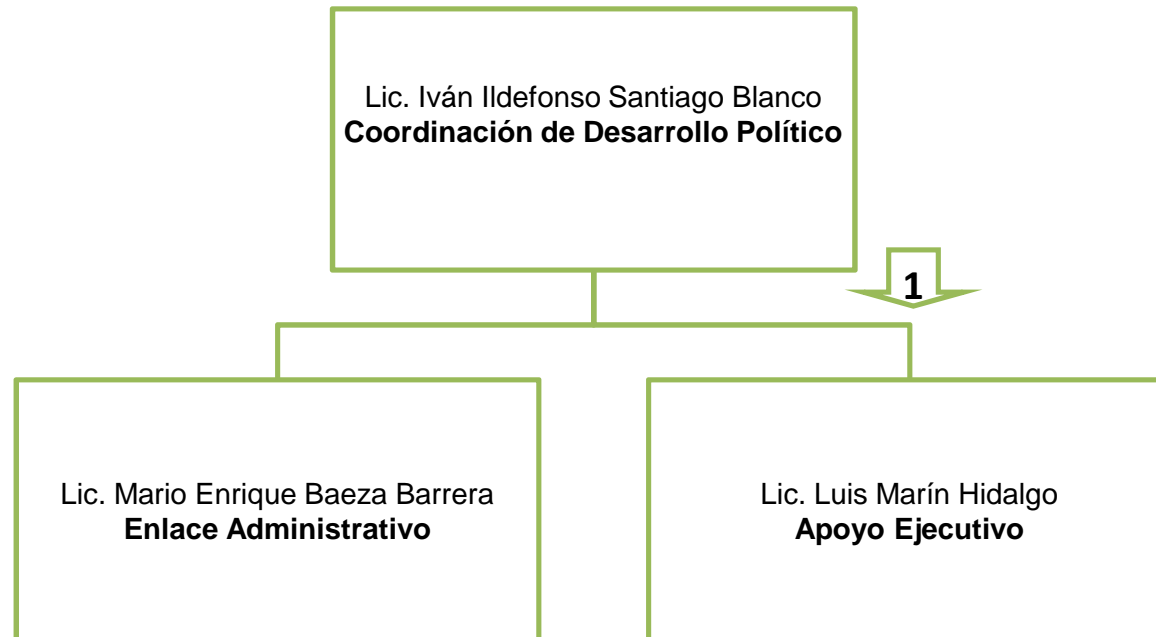 Lic. Iván Ildefonso Santiago Blanco
Coordinación de Desarrollo Político
1
Lic. Mario Enrique Baeza Barrera
Enlace Administrativo
Lic. Luis Marín Hidalgo
Apoyo Ejecutivo